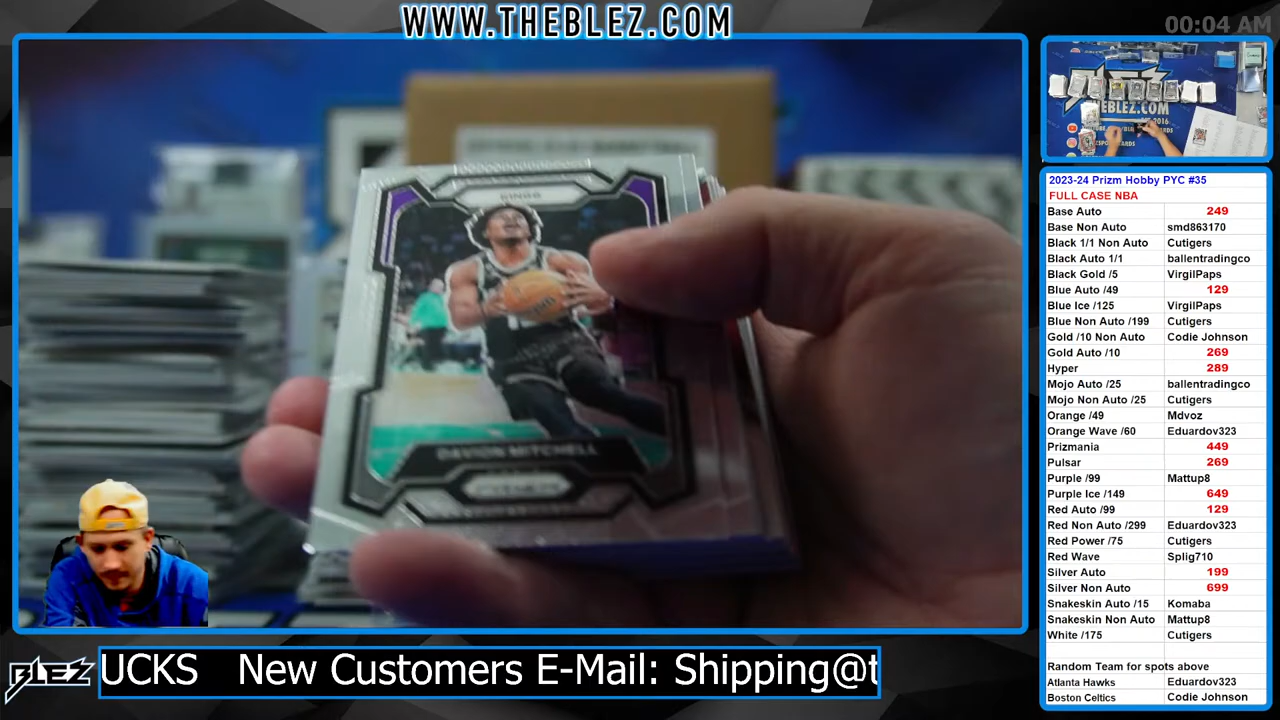 WWW.THEBLEZ.COM
00:04 AM
KINGS
DAVION MITCHELL
THEBLEZ.COM
2023-24 Prizm Hobby PYC #35
FULL CASE NBA
Base Auto 249
Base Non Auto smd863170
Black 1/1 Non Auto Cutigers
Black Auto 1/1 ballentradingco
Black Gold /5 VirgilPaps
Blue Auto /49 129
Blue Ice /125 VirgilPaps
Blue Non Auto /199 Cutigers
Gold /10 Non Auto Codie Johnson
Gold Auto /10 269
Hyper 289
Mojo Auto /25 ballentradingco
Mojo Non Auto /25 Cutigers
Orange /49 Mdvoz
Orange Wave /60 Eduardov323
Prizmania 449
Pulsar 269
Purple /99 Mattup8
Purple Ice /149 649
Red Auto /99 129
Red Non Auto /299 Eduardov323
Red Power /75 Cutigers
Red Wave Splig710
Silver Auto 199
Silver Non Auto 699
Snakeskin Auto /15 Komaba
Snakeskin Non Auto Mattup8
White /175 Cutigers
Random Team for spots above
Atlanta Hawks Eduardov323
Boston Celtics Codie Johnson
BLEZ
UCKS New Customers E-Mail: Shipping@t